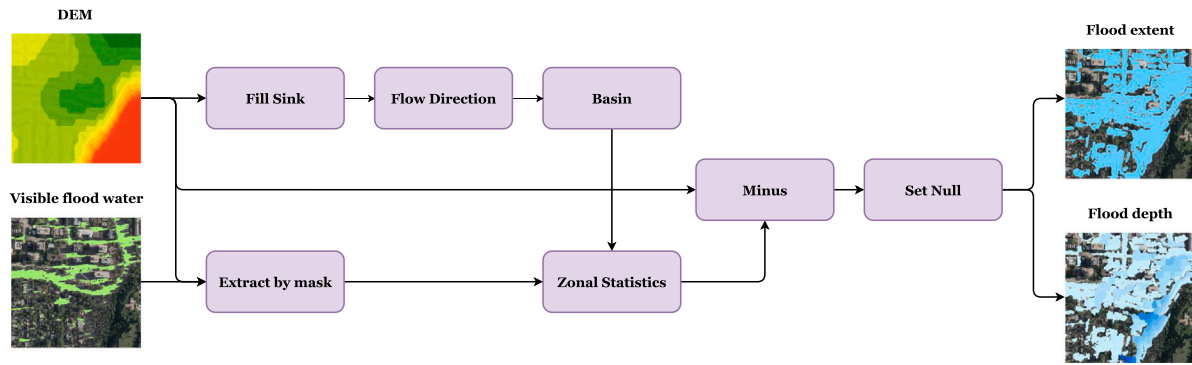 DEM
Flood extent
Fill Sink
Flow Direction
Basin
Visible flood water
Minus
Set Null
Flood depth
Extract by mask
Zonal Statistics